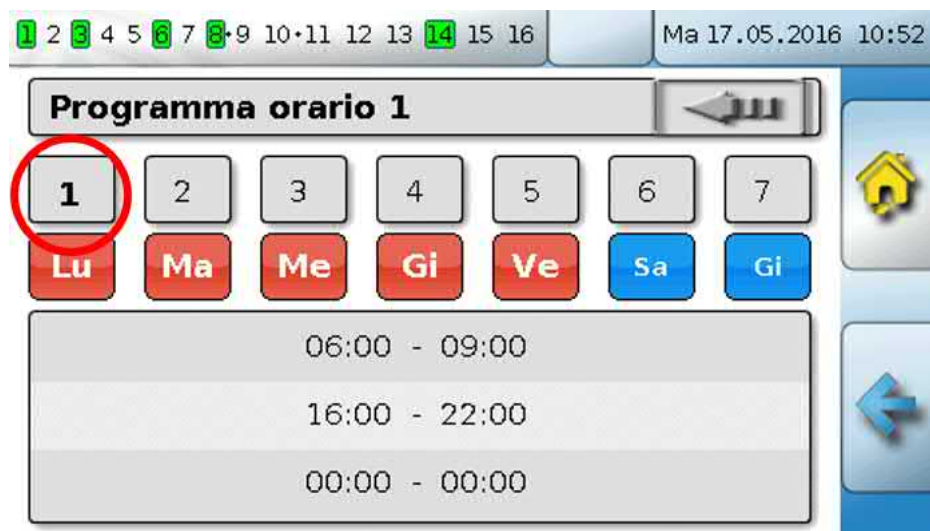 1 2 3 4 5 6 7 8•9 10•11 12 13 14 15 16 Ma 17.05.2016 10:52
Programma orario 1
1 2 3 4 5 6 7
Lu Ma Me Gi Ve Sa Gi
06:00 - 09:00
16:00 - 22:00
00:00 - 00:00